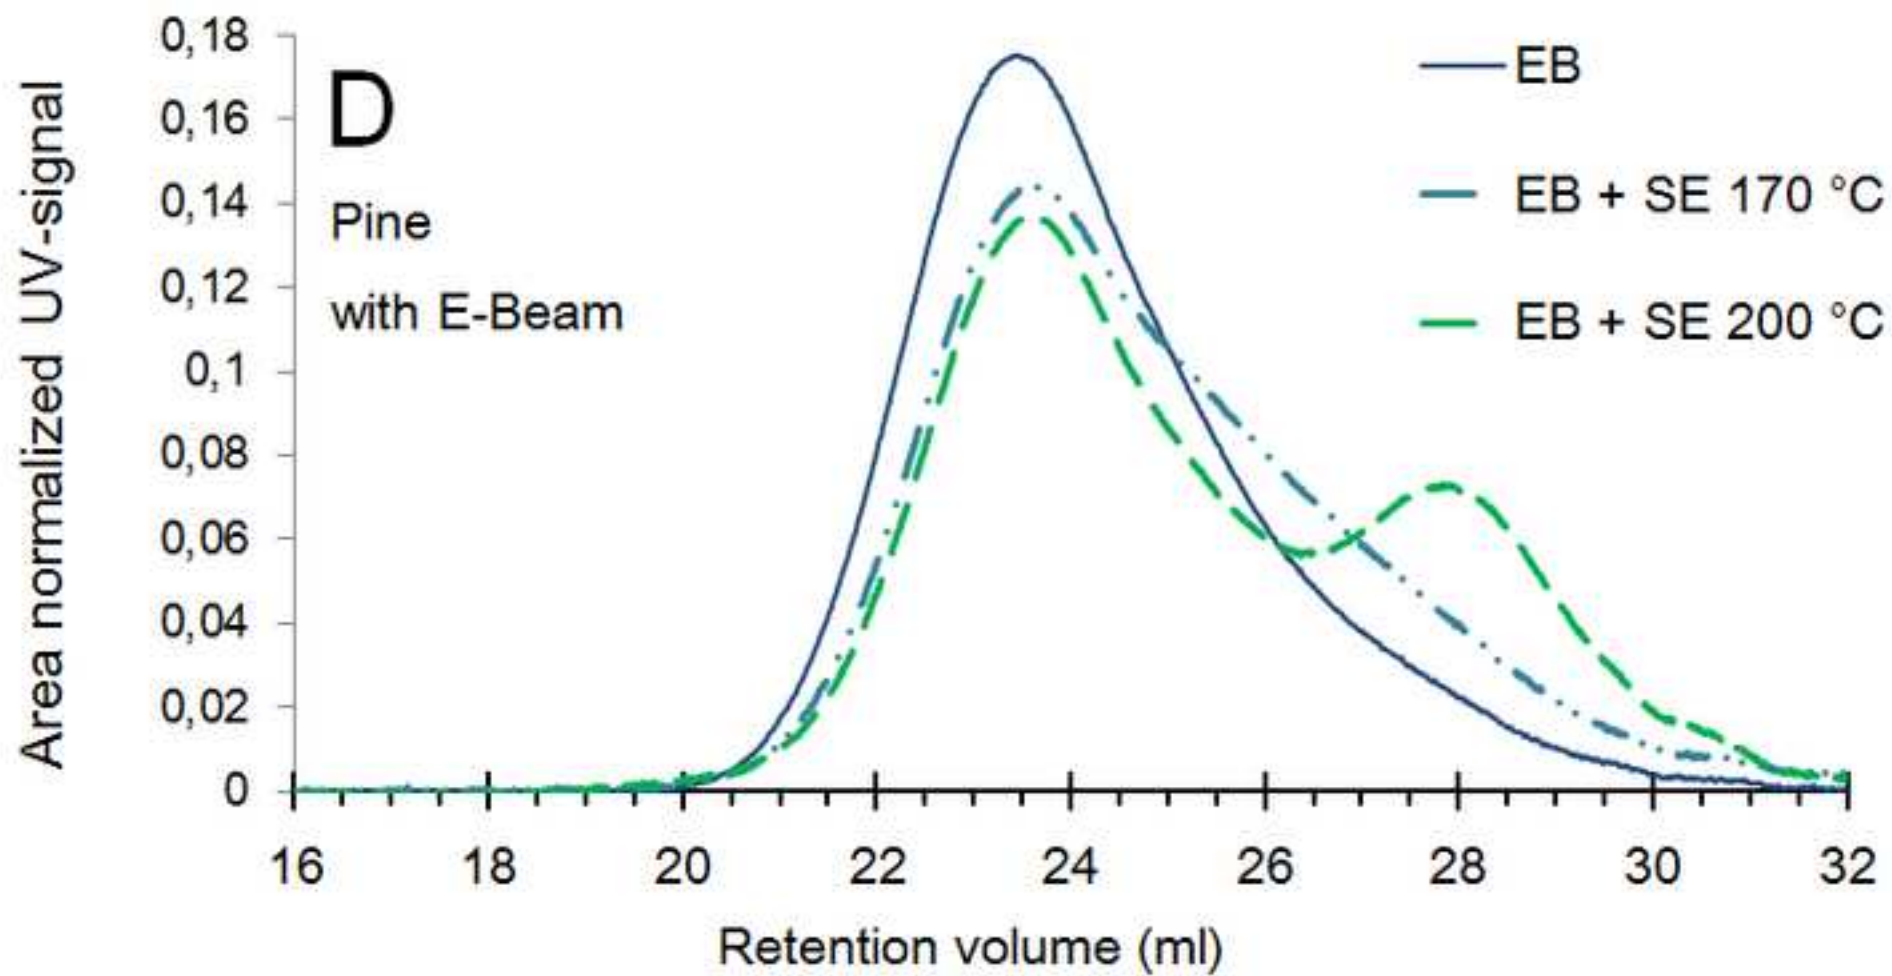 Area normalized UV-signal
0,18
0,16
0,14
0,12
0,1
0,08
0,06
0,04
0,02
0
D
Pine
with E-Beam
EB
EB + SE 170 °C
EB + SE 200 °C
16 18 20 22 24 26 28 30 32
Retention volume (ml)